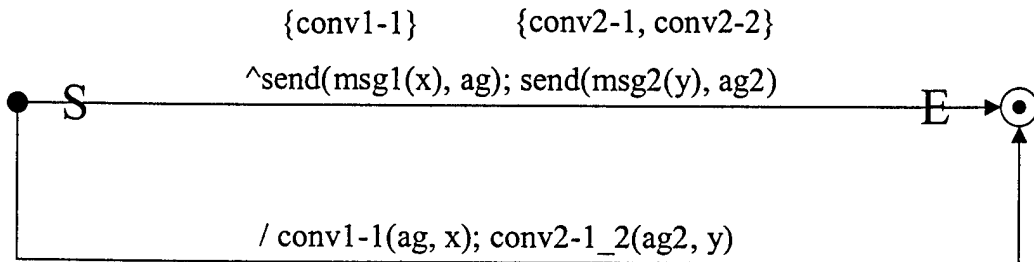 {conv1-1} {conv2-1, conv2-2}
^send(msg1(x), ag); send(msg2(y), ag2)
S E
/ conv1-1(ag, x); conv2-1_2(ag2, y)